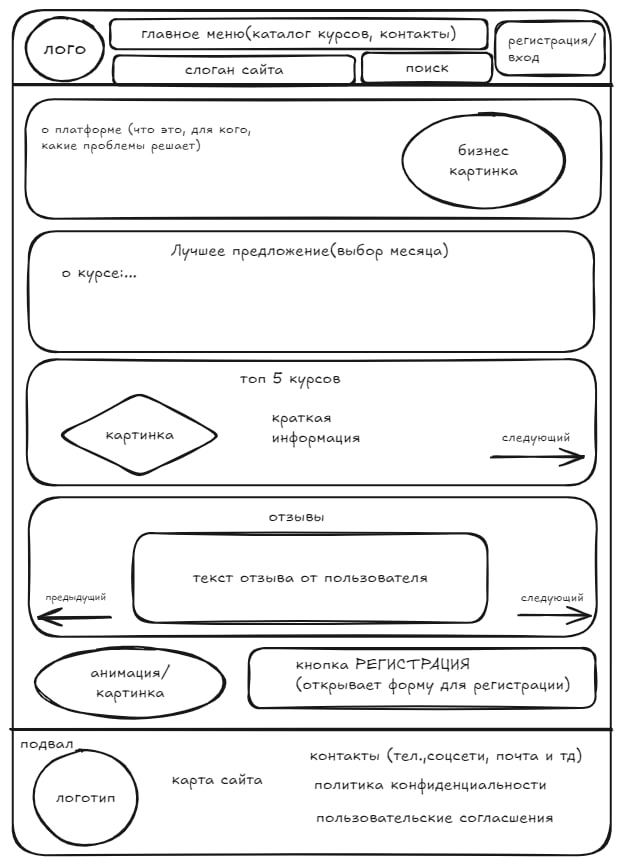 лого
главное меню(каталог курсов, контакты)
регистрация/
вход
слоган сайта
поиск
о платформе (что это, для кого,
какие проблемы решает)
бизнес
картинка
Лучшее предложение(выбор месяца)
о курсе:...
топ 5 курсов
картинка
краткая
информация
следующий
отзывы
текст отзыва от пользователя
предыдущий
следующий
анимация/
картинка
кнопка РЕГИСТРАЦИЯ
(открывает форму для регистрации)
подвал
логотип
карта сайта
контакты (тел.,соцсети, почта и тд)
политика конфиденциальности
пользовательские согласшения